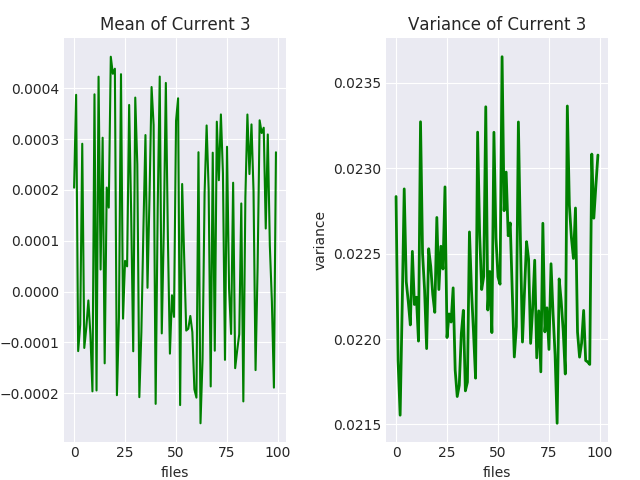 Mean of Current 3
0.0004
0.0003
0.0002
0.0001
0.0000
−0.0001
−0.0002
0 25 50 75 100
files
Variance of Current 3
variance
0.0235
0.0230
0.0225
0.0220
0.0215
0 25 50 75 100
files